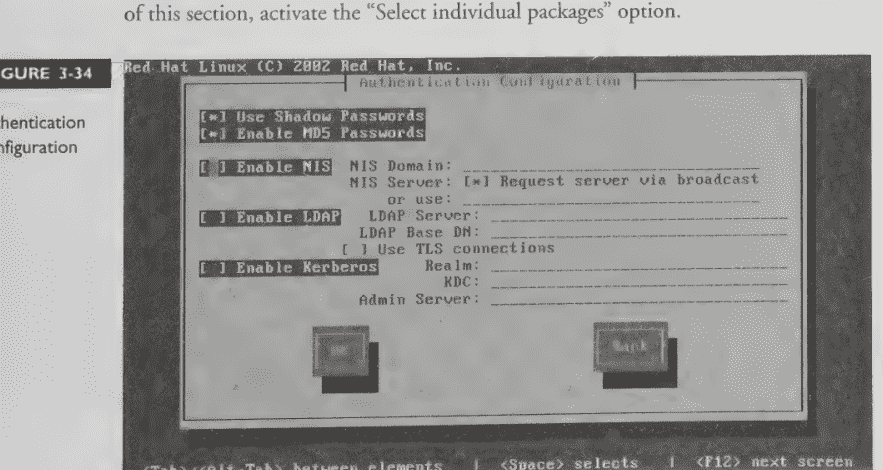 of this section, activate the “Select individual packages” option.
GURE 3-34
hentication
nfiguration
Red Hat Linux (C) 2002 Red Hat, Inc.
Authentication Configuration
[*] Use Shadow Passwords
[*] Enable MD5 Passwords
[ ] Enable NIS NIS Domain:
NIS Server: [*] Request server via broadcast
or use:
[ ] Enable LDAP LDAP Server:
LDAP Base DN:
[ ] Use TLS connections
[ ] Enable Kerberos Realm:
KDC:
Admin Server:
OK Back
<Tab>/<Alt-Tab> between elements | <Space> selects | <F12> next screen